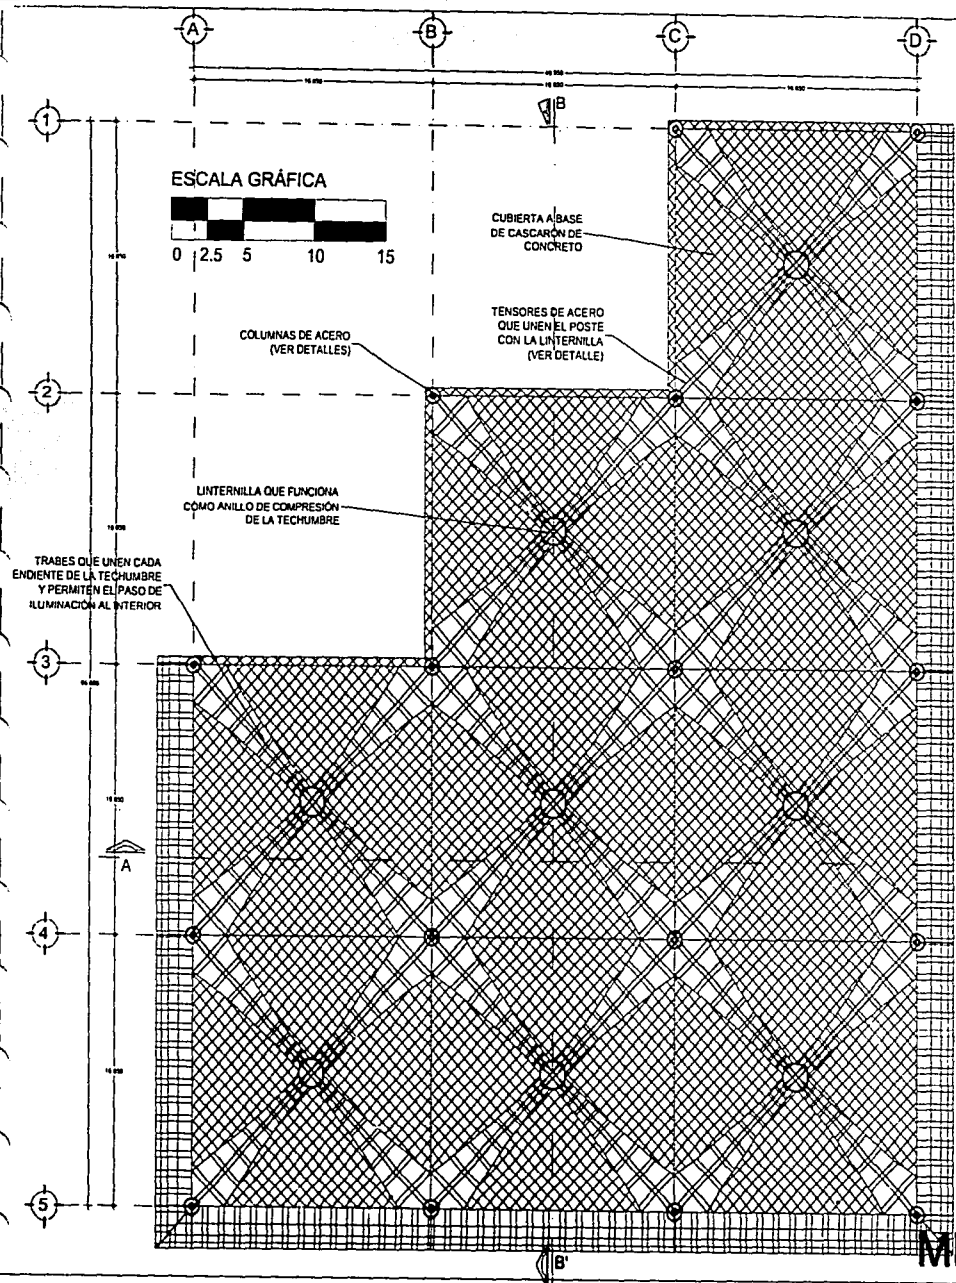 A
B
C
D
B
1
ESCALA GRÁFICA
0 2.5 5 10 15
CUBIERTA A BASE
DE CASCARON DE
CONCRETO
TENSORES DE ACERO
QUE UNEN EL POSTE
CON LA LINTERNILLA
(VER DETALLE)
COLUMNAS DE ACERO
(VER DETALLES)
2
LINTERNILLA QUE FUNCIONA
COMO ANILLO DE COMPRESIÓN
DE LA TECHUMBRE
TRABES QUE UNEN CADA
ENDIENTE DE LA TECHUMBRE
Y PERMITEN EL PASO DE
ILUMINACIÓN AL INTERIOR
3
A
4
5
B'
M